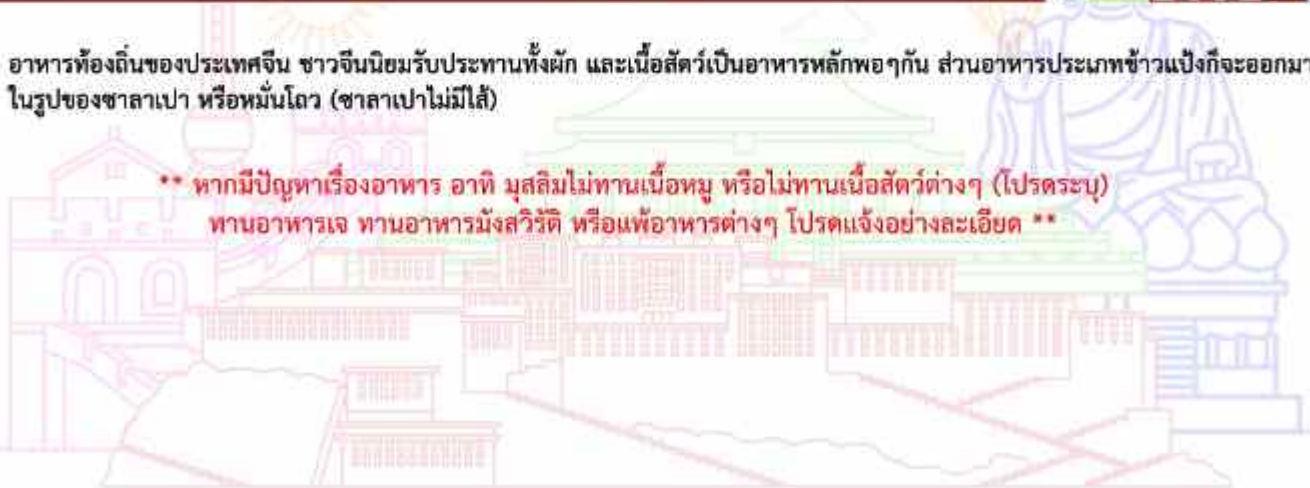 อาหารท้องถิ่นของประเทศจีน ชาวจีนนิยมรับประทานทั้งผัก และเนื้อสัตว์เป็นอาหารหลักพอๆกัน ส่วนอาหารประเภทข้าวแป้งก็จะออกมา
ในรูปของซาลาเปา หรือหมั่นโถว (ซาลาเปาไม่มีไส้)
** หากมีปัญหาเรื่องอาหาร อาทิ มุสลิมไม่ทานเนื้อหมู หรือไม่ทานเนื้อสัตว์ต่างๆ (โปรดระบุ)
ทานอาหารเจ ทานอาหารมังสวิรัติ หรือแพ้อาหารต่างๆ โปรดแจ้งอย่างละเอียด **